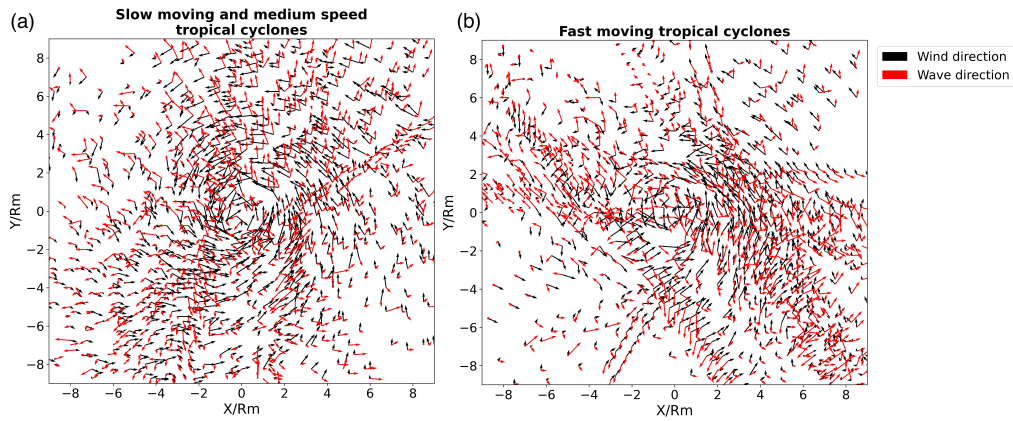 (a)
Slow moving and medium speed
tropical cyclones
8
6
4
2
0
−2
−4
−6
−8
Y/Rm
−8 −6 −4 −2 0 2 4 6 8
X/Rm
(b)
Fast moving tropical cyclones
8
6
4
2
0
−2
−4
−6
−8
Y/Rm
−8 −6 −4 −2 0 2 4 6 8
X/Rm
Wind direction
Wave direction